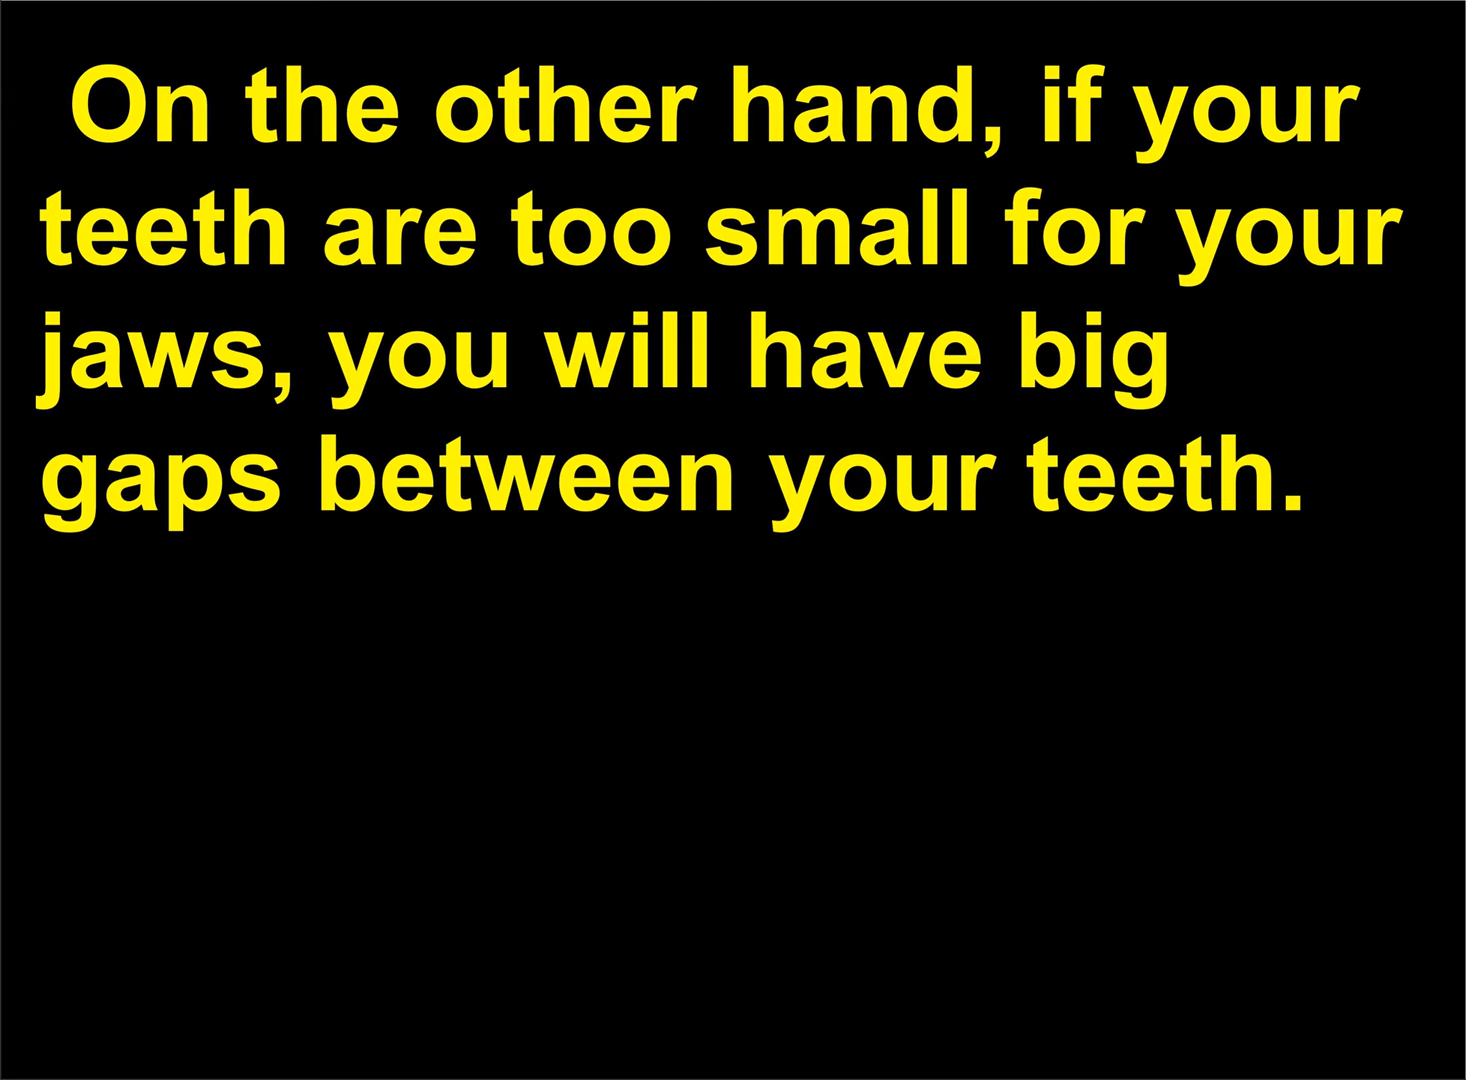 On the other hand, if your
teeth are too small for your
jaws, you will have big
gaps between your teeth.